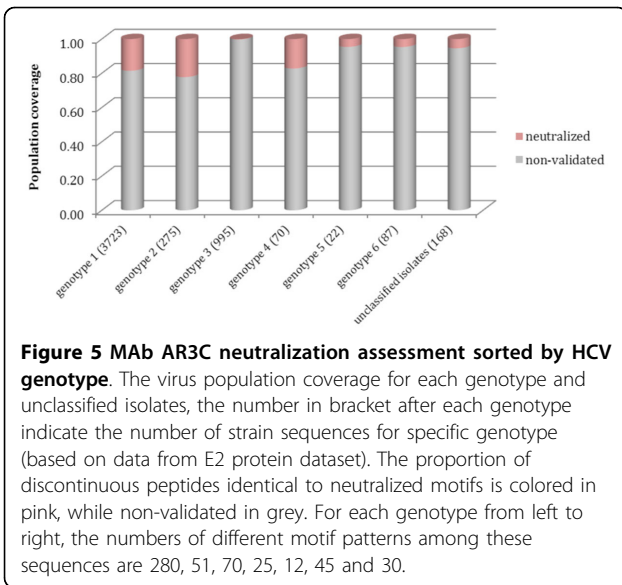 1.00
0.80
0.60
0.40
0.20
0.00
Population coverage
neutralized
non-validated
genotype 1 (3723)
genotype 2 (275)
genotype 3 (995)
genotype 4 (70)
genotype 5 (22)
genotype 6 (87)
unclassified isolates (168)
Figure 5 MAb AR3C neutralization assessment sorted by HCV
genotype. The virus population coverage for each genotype and
unclassified isolates, the number in bracket after each genotype
indicate the number of strain sequences for specific genotype
(based on data from E2 protein dataset). The proportion of
discontinuous peptides identical to neutralized motifs is colored in
pink, while non-validated in grey. For each genotype from left to
right, the numbers of different motif patterns among these
sequences are 280, 51, 70, 25, 12, 45 and 30.